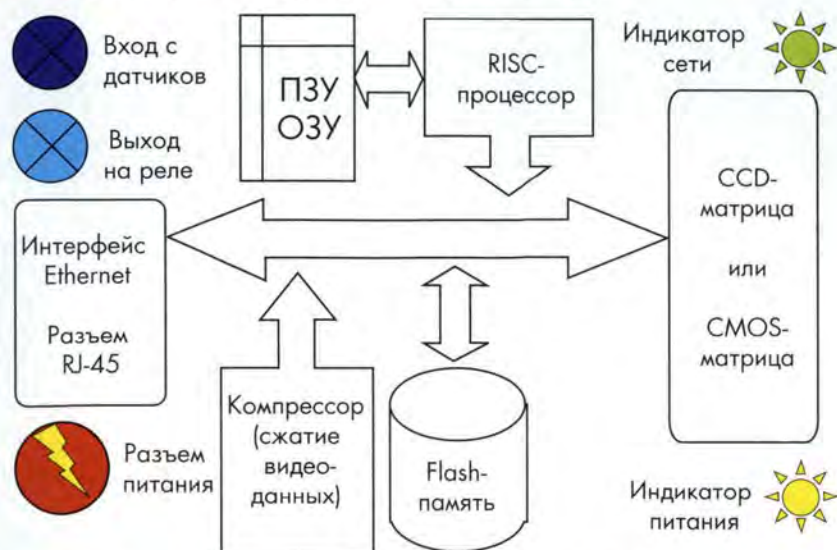 Вход с
датчиков
Выход
на реле
ПЗУ
ОЗУ
RISC-
процессор
Индикатор
сети
Интерфейс
Ethernet
Разъем
RJ-45
CCD-
матрица
или
CMOS-
матрица
Разъем
питания
Компрессор
(сжатие
видео-
данных)
Flash-
память
Индикатор
питания